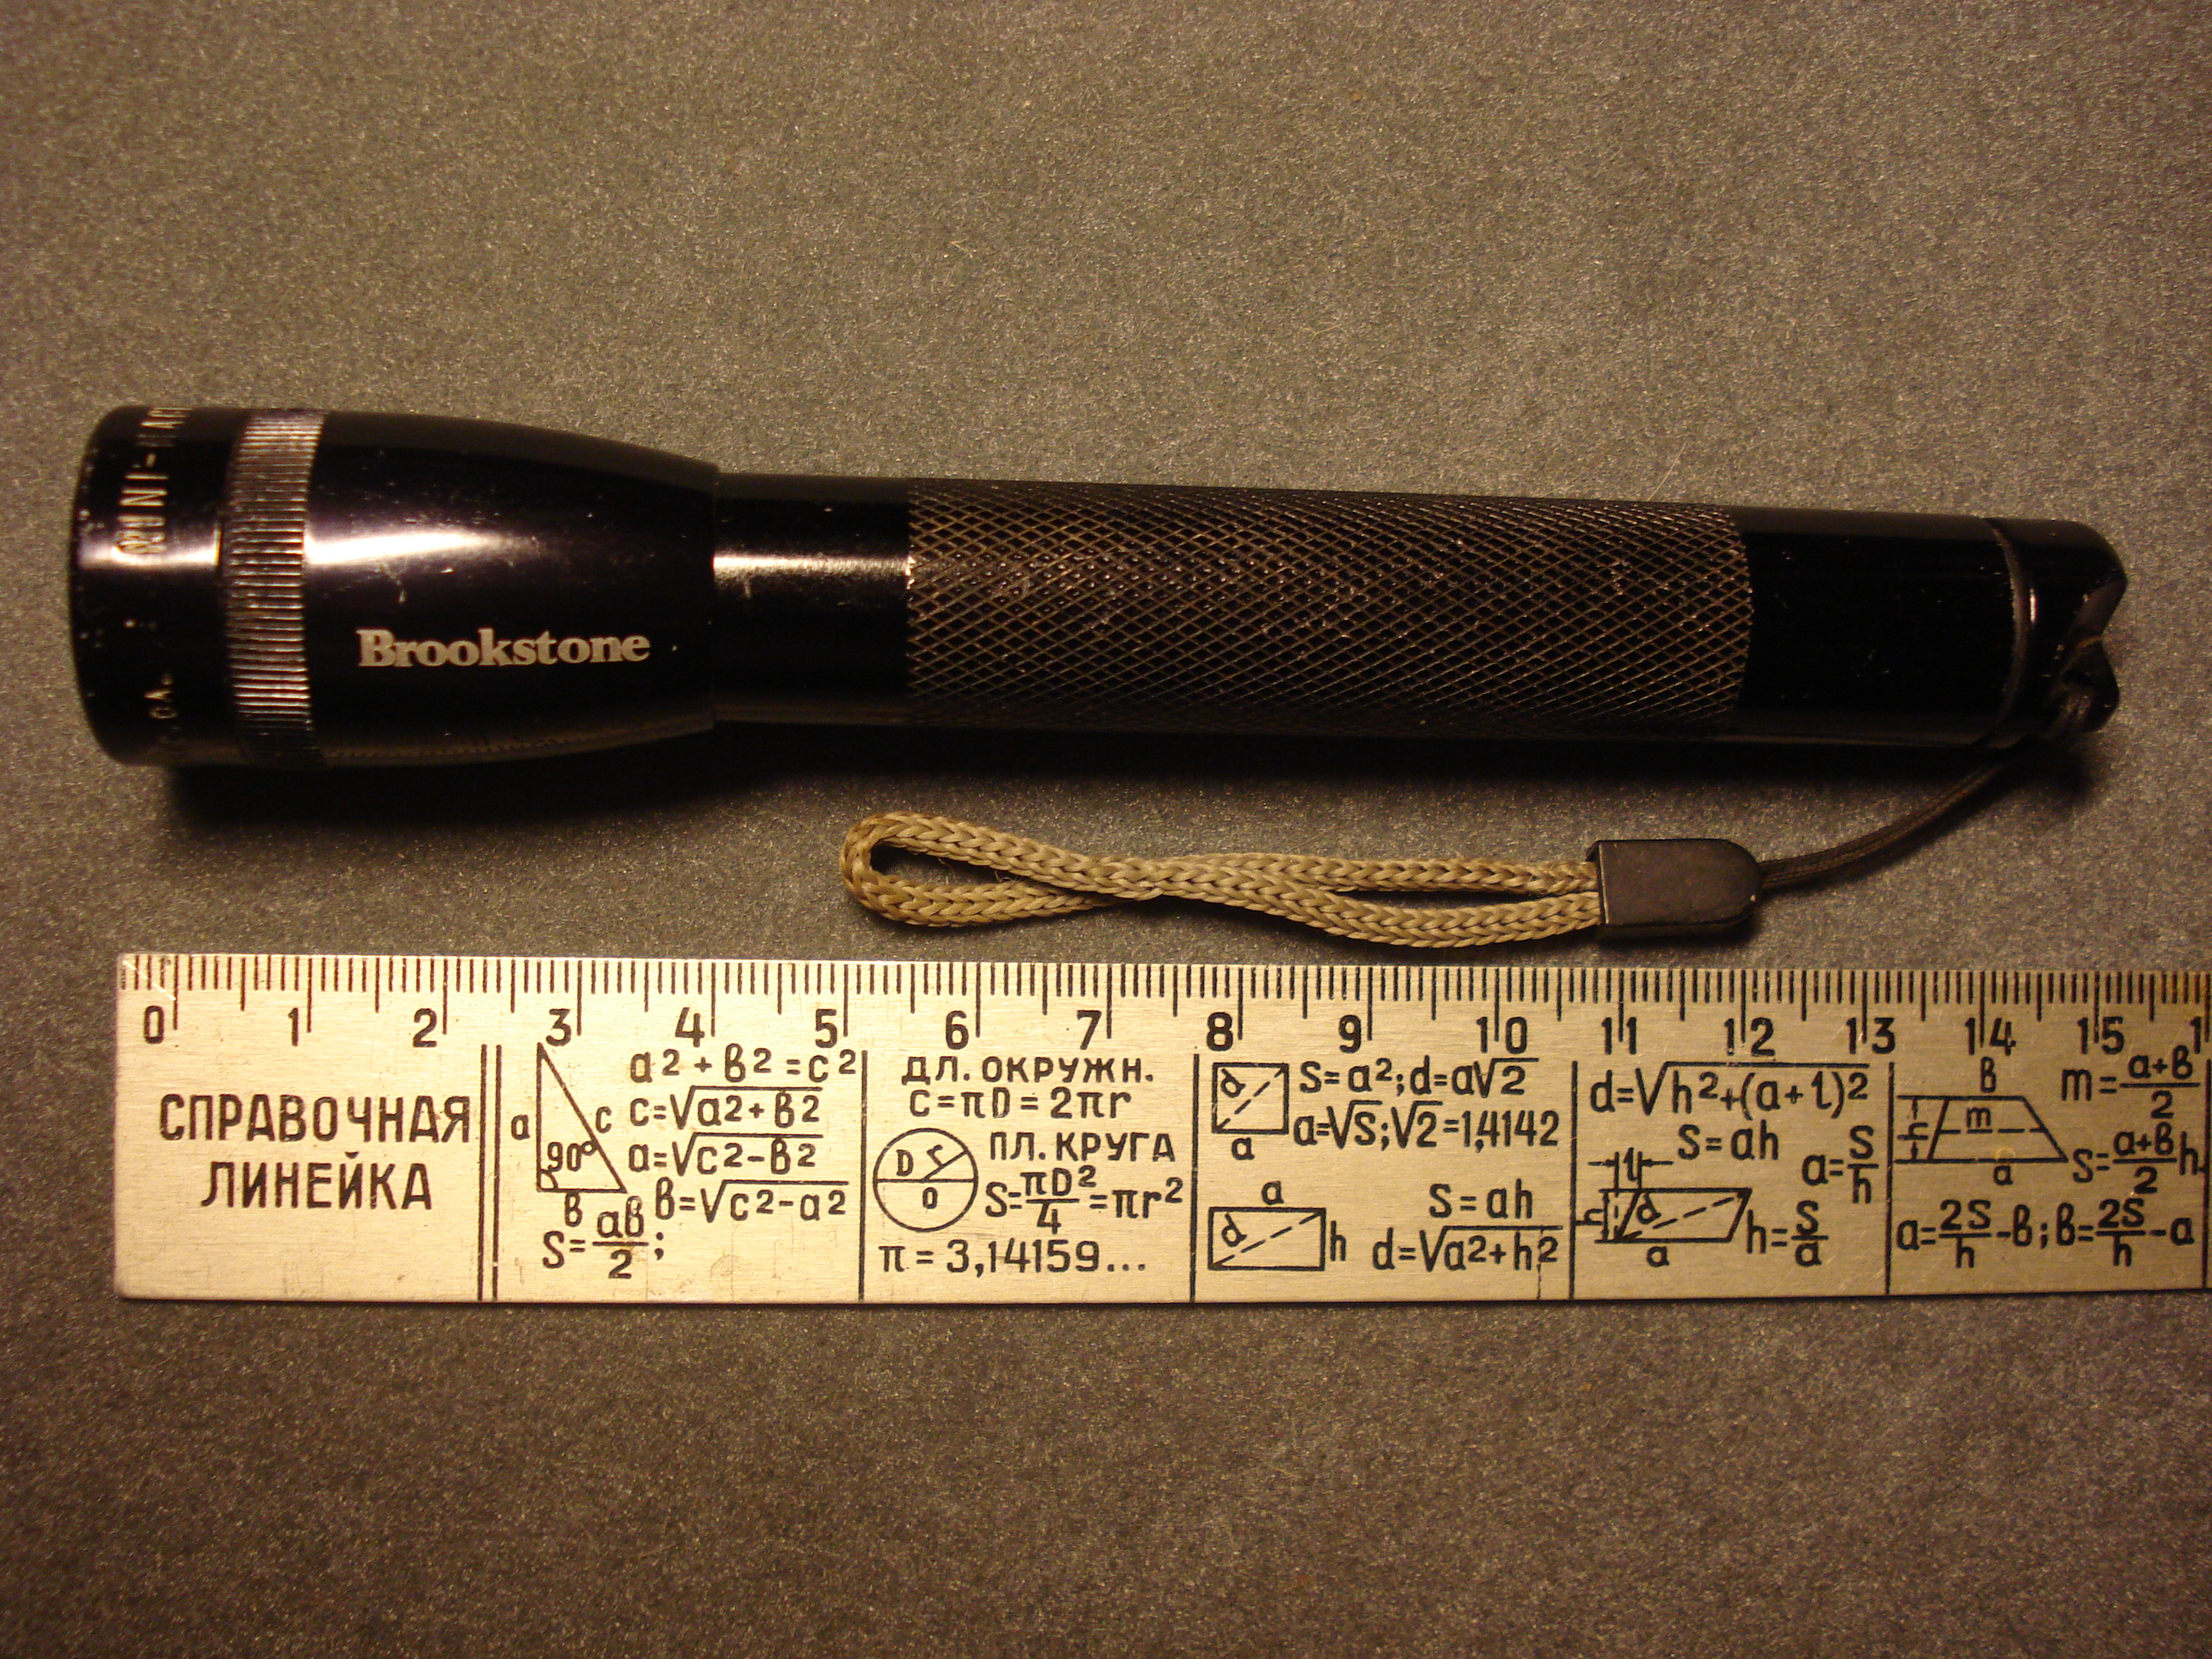 Brookstone
0 1 2 3 4 5 6 7 8 9 10 11 12 13 14 15
СПРАВОЧНАЯ
ЛИНЕЙКА
a c 90° в
a²+в²=c²
c=√a²+в²
a=√c²-в²
в=√c²-a²
S=aв/2;
ДЛ. ОКРУЖН.
C=πD=2πr
D r O
ПЛ. КРУГА
S=πD²/4=πr²
π=3,14159...
d a
S=a²;d=a√2
a=√S;√2=1,4142
a d h
S=ah
d=√a²+h²
d=√h²+(a+l)²
S=ah
a=S/h
l d a
h=S/a
в m a
m=a+в/2
S=a+в/2h
a=2S/h-в;в=2S/h-a